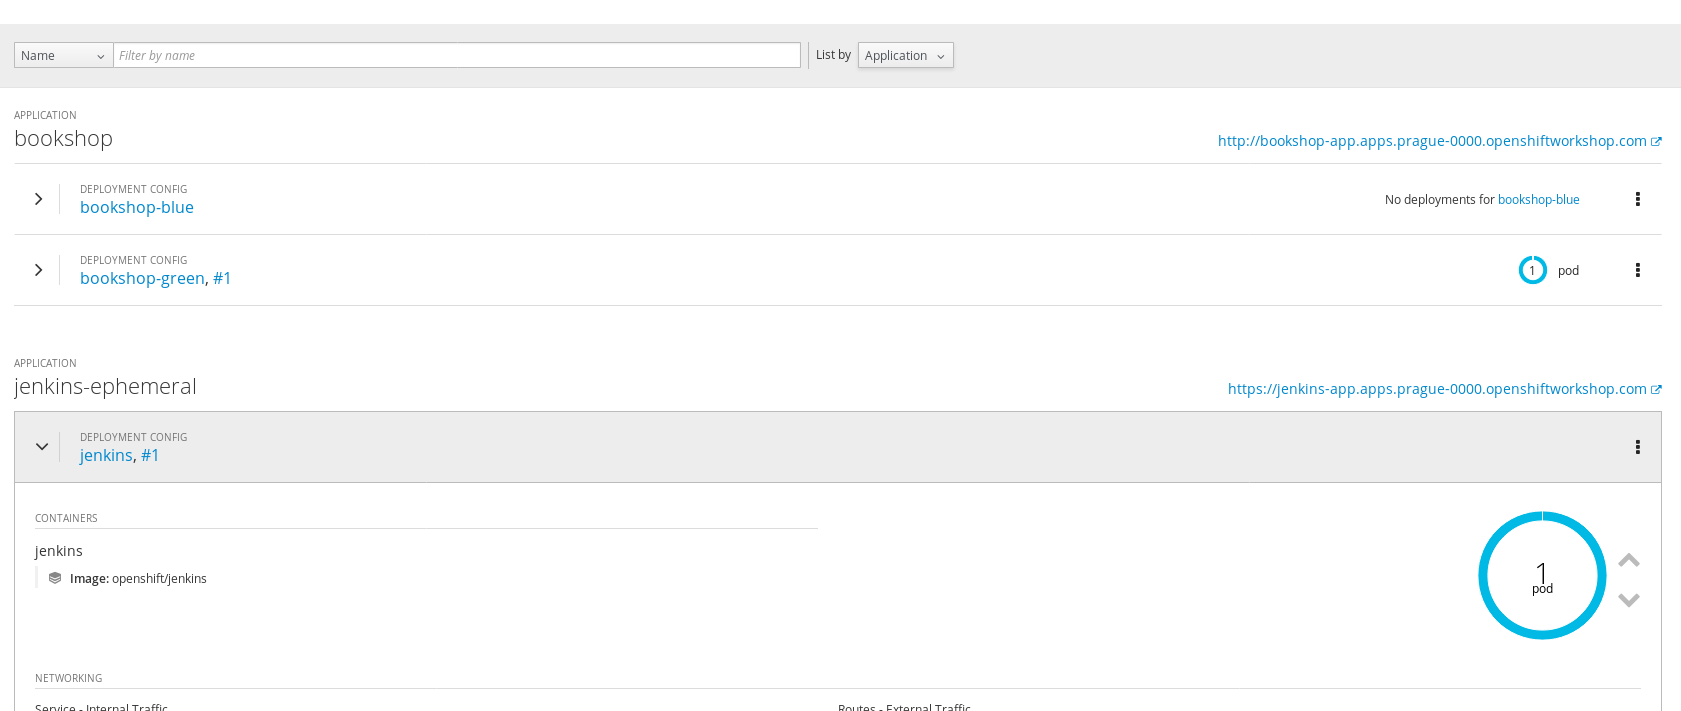 Name Filter by name List by Application
APPLICATION
bookshop
http://bookshop-app.apps.prague-0000.openshiftworkshop.com
DEPLOYMENT CONFIG
bookshop-blue
No deployments for bookshop-blue
DEPLOYMENT CONFIG
bookshop-green, #1
1 pod
APPLICATION
jenkins-ephemeral
https://jenkins-app.apps.prague-0000.openshiftworkshop.com
DEPLOYMENT CONFIG
jenkins, #1
CONTAINERS
jenkins
Image: openshift/jenkins
1
pod
NETWORKING
Service - Internal Traffic
Routes - External Traffic